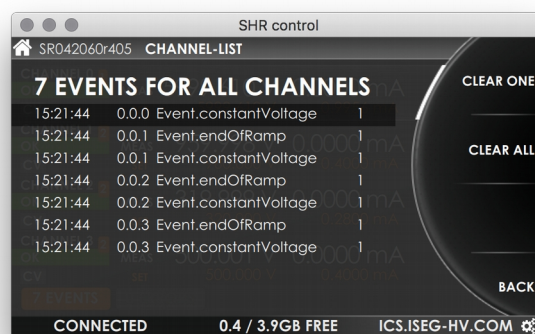 SHR control
SR042060r405 CHANNEL-LIST
7 EVENTS FOR ALL CHANNELS
15:21:44 0.0.0 Event.constantVoltage 1
15:21:44 0.0.1 Event.endOfRamp 1
15:21:44 0.0.1 Event.constantVoltage 1
15:21:44 0.0.2 Event.endOfRamp 1
15:21:44 0.0.2 Event.constantVoltage 1
15:21:44 0.0.3 Event.endOfRamp 1
15:21:44 0.0.3 Event.constantVoltage 1
CLEAR ONE
CLEAR ALL
BACK
7 EVENTS
CONNECTED 0.4 / 3.9GB FREE ICS.ISEG-HV.COM